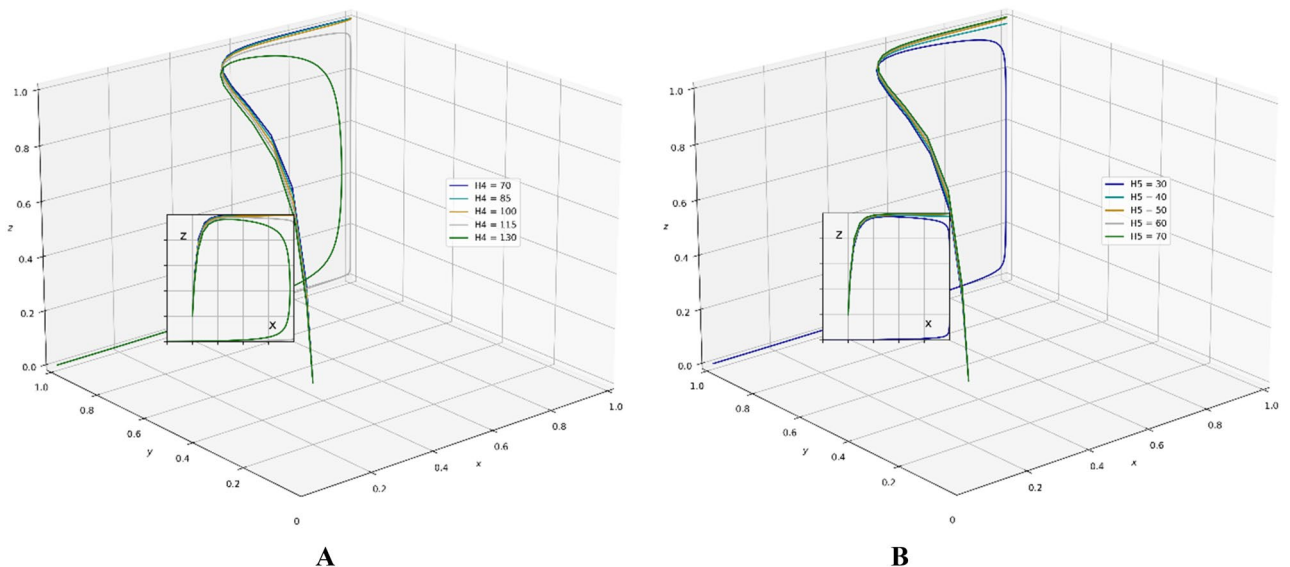 1.0
0.8
0.6
z
0.4
0.2
0.0
1.0
0.8
0.6
y
0.4
0.2
0
0.2
0.4
x
0.6
0.8
1.0
H4 = 70
H4 = 85
H4 = 100
H4 = 115
H4 = 130
z
x
A
1.0
0.8
0.6
z
0.4
0.2
0.0
1.0
0.8
0.6
y
0.4
0.2
0
0.2
0.4
x
0.6
0.8
1.0
H5 = 30
H5 = 40
H5 = 50
H5 = 60
H5 = 70
z
x
B